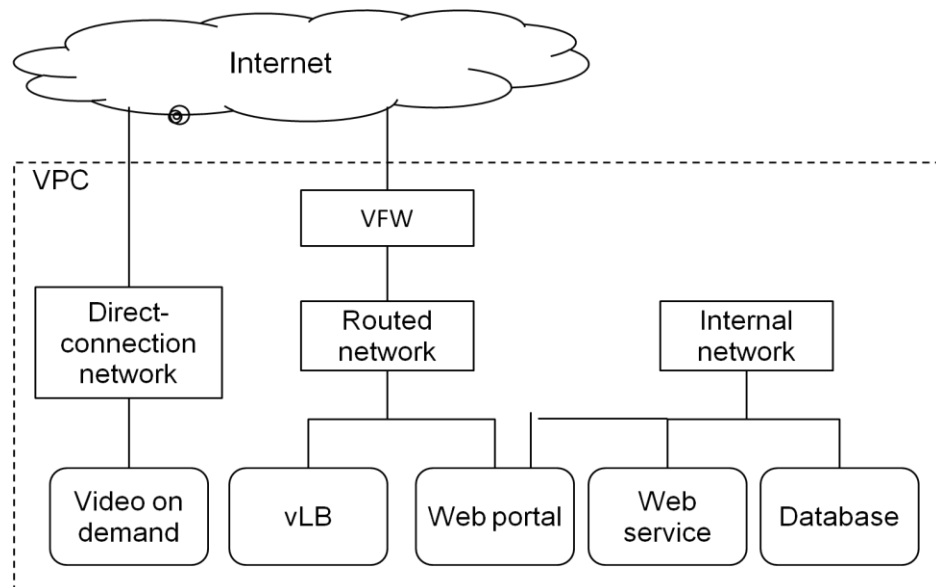 Internet
VPC
VFW
Direct-
connection
network
Routed
network
Internal
network
Video on
demand
vLB
Web portal
Web
service
Database